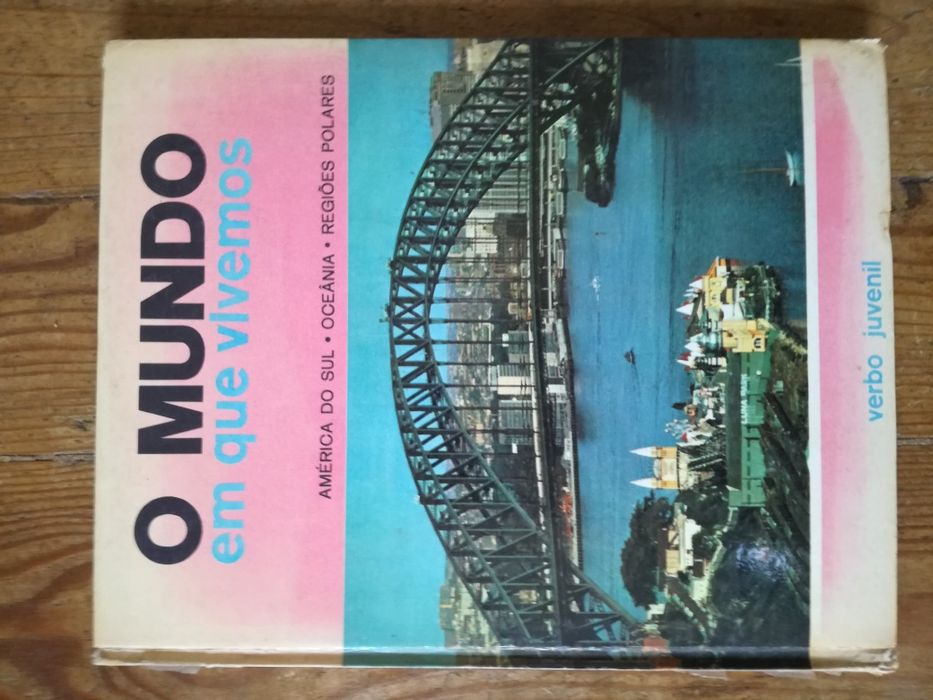 O MUNDO
em que vivemos
AMÉRICA DO SUL • OCEÂNIA • REGIÕES POLARES
verbo juvenil